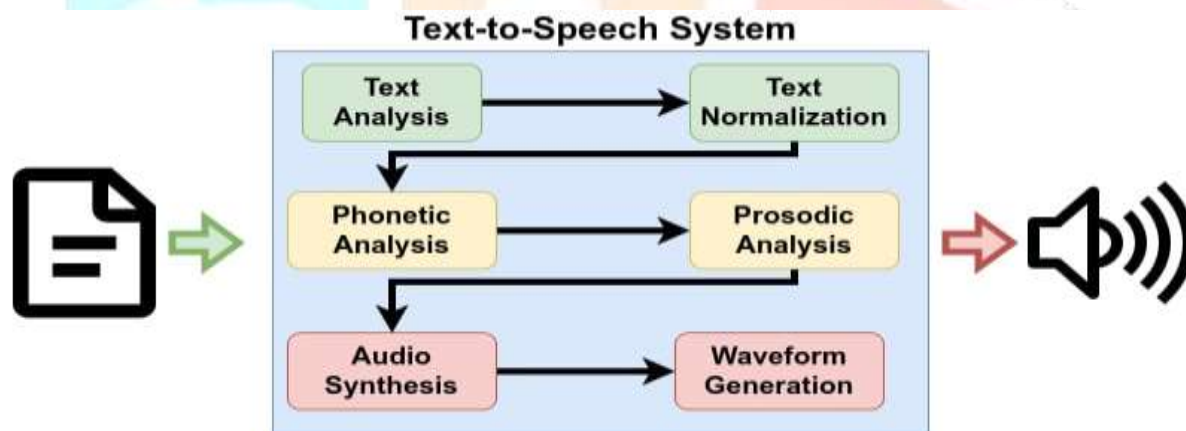 Text-to-Speech System
Text
Analysis
Text
Normalization
Phonetic
Analysis
Prosodic
Analysis
Audio
Synthesis
Waveform
Generation